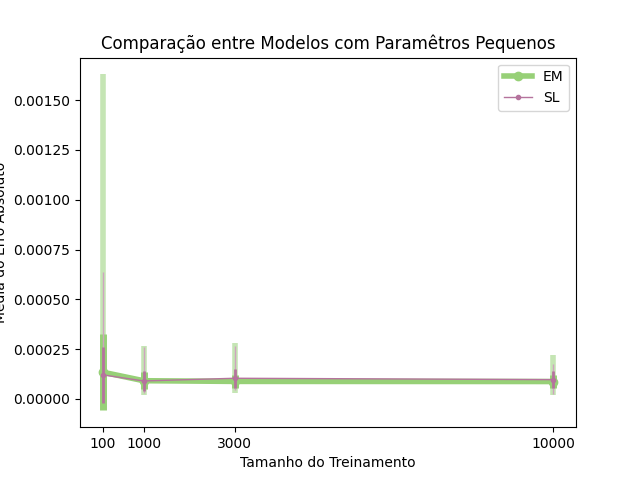 Comparação entre Modelos com Paramêtros Pequenos
EM
SL
Média do Erro Absoluto
0.00150
0.00125
0.00100
0.00075
0.00050
0.00025
0.00000
100
1000
3000
10000
Tamanho do Treinamento